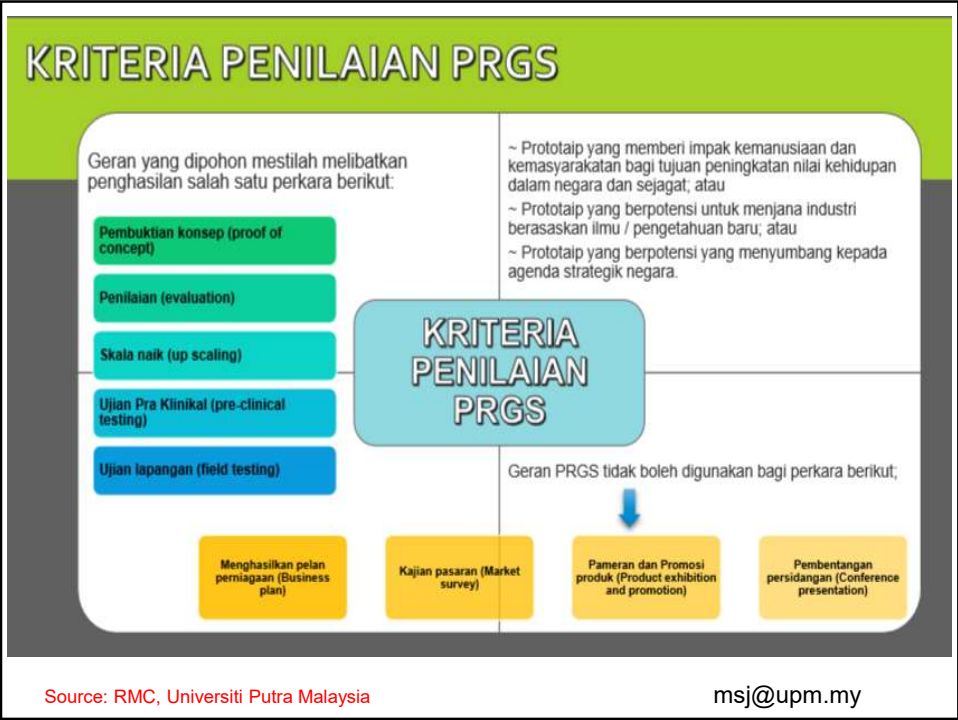 KRITERIA PENILAIAN PRGS
Geran yang dipohon mestilah melibatkan
penghasilan salah satu perkara berikut:
Pembuktian konsep (proof of
concept)
Penilaian (evaluation)
Skala naik (up scaling)
Ujian Pra Klinikal (pre-clinical
testing)
Ujian lapangan (field testing)
~ Prototaip yang memberi impak kemanusiaan dan
kemasyarakatan bagi tujuan peningkatan nilai kehidupan
dalam negara dan sejagat; atau
~ Prototaip yang berpotensi untuk menjana industri
berasaskan ilmu / pengetahuan baru; atau
~ Prototaip yang berpotensi yang menyumbang kepada
agenda strategik negara.
KRITERIA
PENILAIAN
PRGS
Geran PRGS tidak boleh digunakan bagi perkara berikut;
Menghasilkan pelan
perniagaan (Business
plan)
Kajian pasaran (Market
survey)
Pameran dan Promosi
produk (Product exhibition
and promotion)
Pembentangan
persidangan (Conference
presentation)
Source: RMC, Universiti Putra Malaysia
msj@upm.my